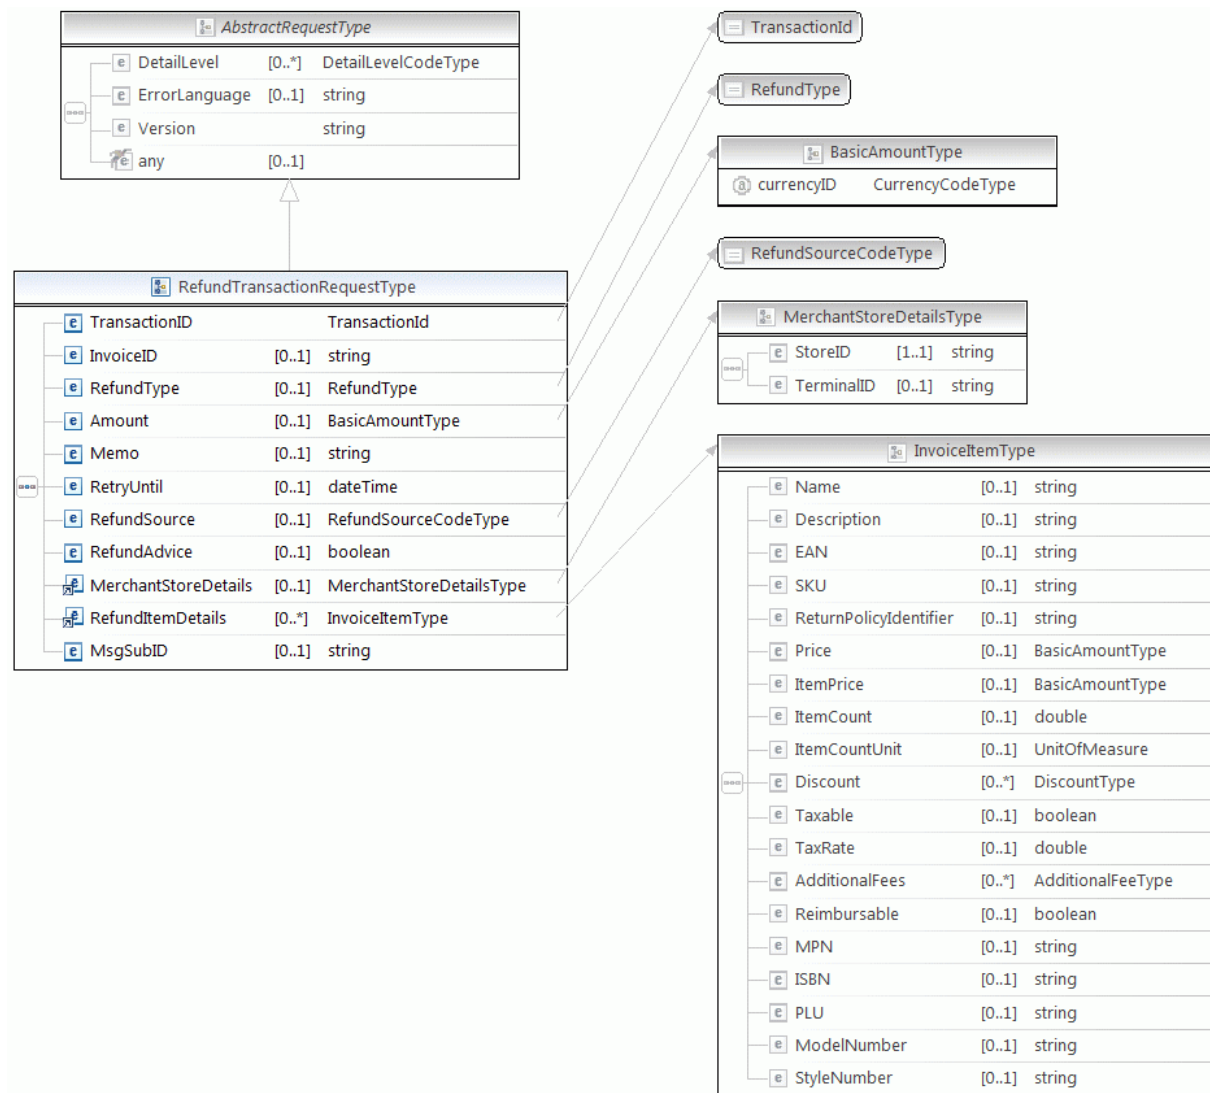 AbstractRequestType
DetailLevel [0..*] DetailLevelCodeType
ErrorLanguage [0..1] string
Version string
any [0..1]
RefundTransactionRequestType
TransactionID TransactionId
InvoiceID [0..1] string
RefundType [0..1] RefundType
Amount [0..1] BasicAmountType
Memo [0..1] string
RetryUntil [0..1] dateTime
RefundSource [0..1] RefundSourceCodeType
RefundAdvice [0..1] boolean
MerchantStoreDetails [0..1] MerchantStoreDetailsType
RefundItemDetails [0..*] InvoiceItemType
MsgSubID [0..1] string
TransactionId
RefundType
BasicAmountType
currencyID CurrencyCodeType
RefundSourceCodeType
MerchantStoreDetailsType
StoreID [1..1] string
TerminalID [0..1] string
InvoiceItemType
Name [0..1] string
Description [0..1] string
EAN [0..1] string
SKU [0..1] string
ReturnPolicyIdentifier [0..1] string
Price [0..1] BasicAmountType
ItemPrice [0..1] BasicAmountType
ItemCount [0..1] double
ItemCountUnit [0..1] UnitOfMeasure
Discount [0..*] DiscountType
Taxable [0..1] boolean
TaxRate [0..1] double
AdditionalFees [0..*] AdditionalFeeType
Reimbursable [0..1] boolean
MPN [0..1] string
ISBN [0..1] string
PLU [0..1] string
ModelNumber [0..1] string
StyleNumber [0..1] string